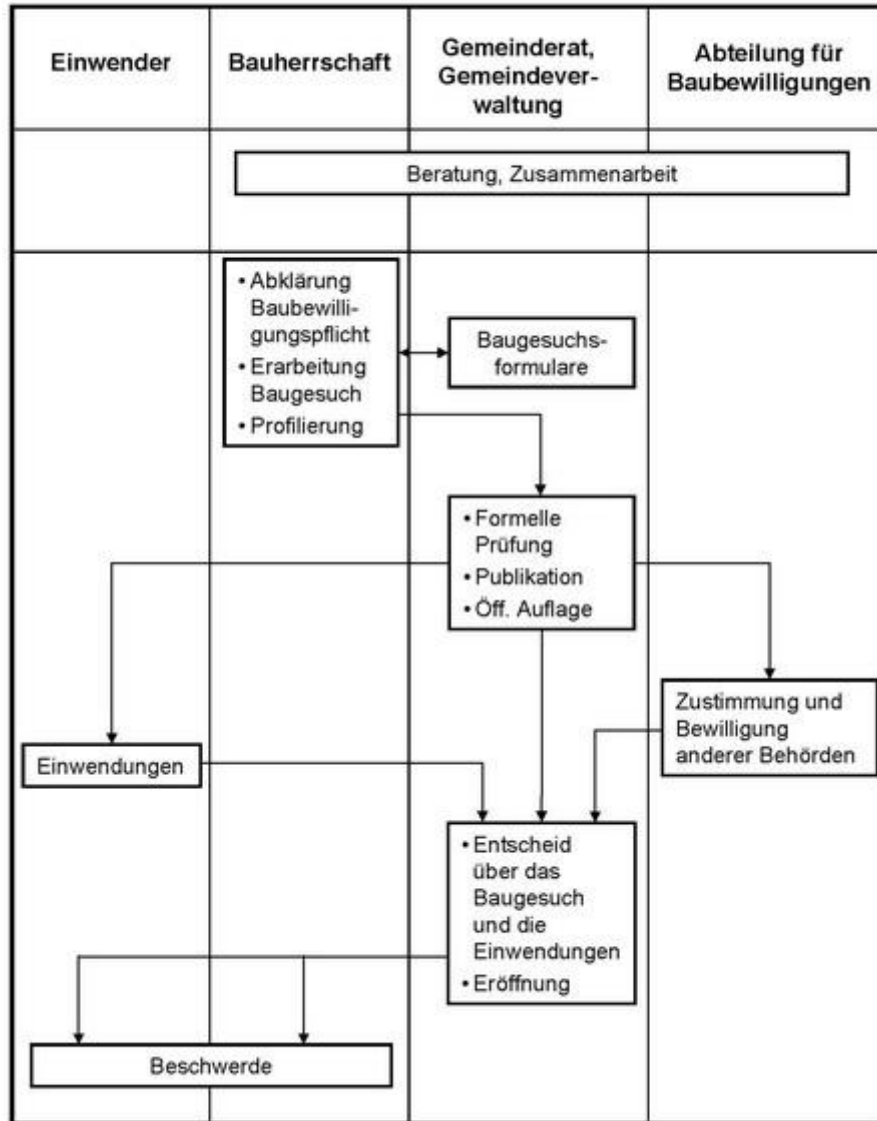 Einwender
Bauherrschaft
Gemeinderat,
Gemeindever-
waltung
Abteilung für
Baubewilligungen
Beratung, Zusammenarbeit
• Abklärung
Baubewilli-
gungspflicht
• Erarbeitung
Baugesuch
• Profilierung
Baugesuchs-
formulare
• Formelle
Prüfung
• Publikation
• Öff. Auflage
Zustimmung und
Bewilligung
anderer Behörden
Einwendungen
• Entscheid
über das
Baugesuch
und die
Einwendungen
• Eröffnung
Beschwerde